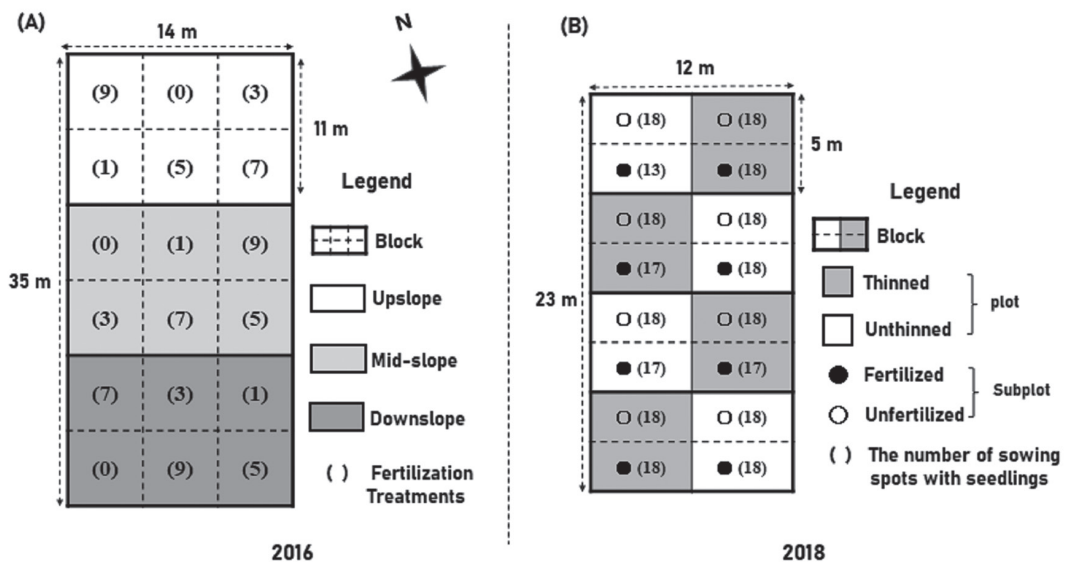 (A)
14 m
N
(9) (0) (3)
(1) (5) (7)
11 m
(0) (1) (9)
(3) (7) (5)
35 m
(7) (3) (1)
(0) (9) (5)
Legend
Block
Upslope
Mid-slope
Downslope
( ) Fertilization
Treatments
2016
(B)
12 m
(18) (18)
(13) (18)
5 m
(18) (18)
(17) (18)
23 m
(18) (18)
(17) (17)
(18) (18)
(18) (18)
Legend
Block
Thinned
Unthinned
plot
Fertilized
Unfertilized
Subplot
( ) The number of sowing
spots with seedlings
2018